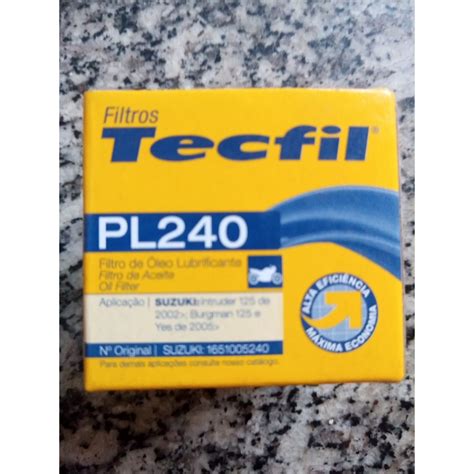 Filtros
Tecfil®
PL240
Filtro de Óleo Lubrificante
Filtro de Aceite
Oil Filter
Aplicação | SUZUKI: Intruder 125 de
2002>; Burgman 125 e
Yes de 2005>
Nº Original | SUZUKI: 1651005240
Para demais aplicações consulte nosso catálogo.
ALTA EFICIÊNCIA
MÁXIMA ECONOMIA